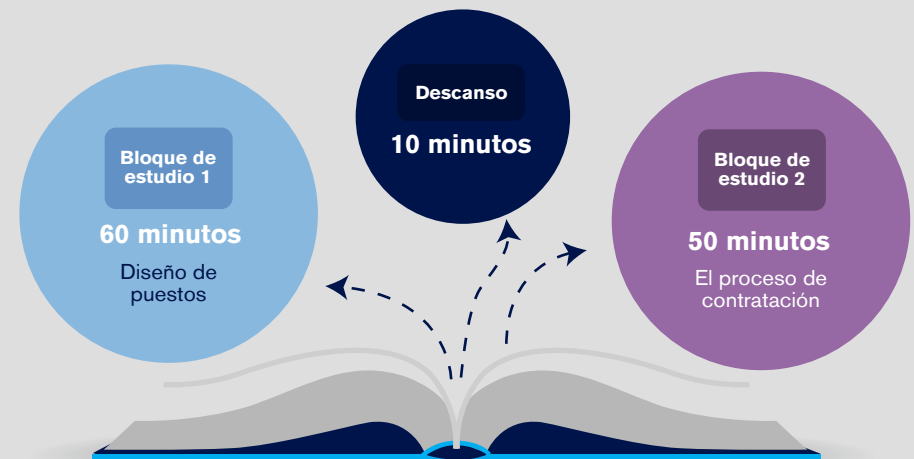 Bloque de
estudio 1
60 minutos
Diseño de
puestos
Descanso
10 minutos
Bloque de
estudio 2
50 minutos
El proceso de
contratación